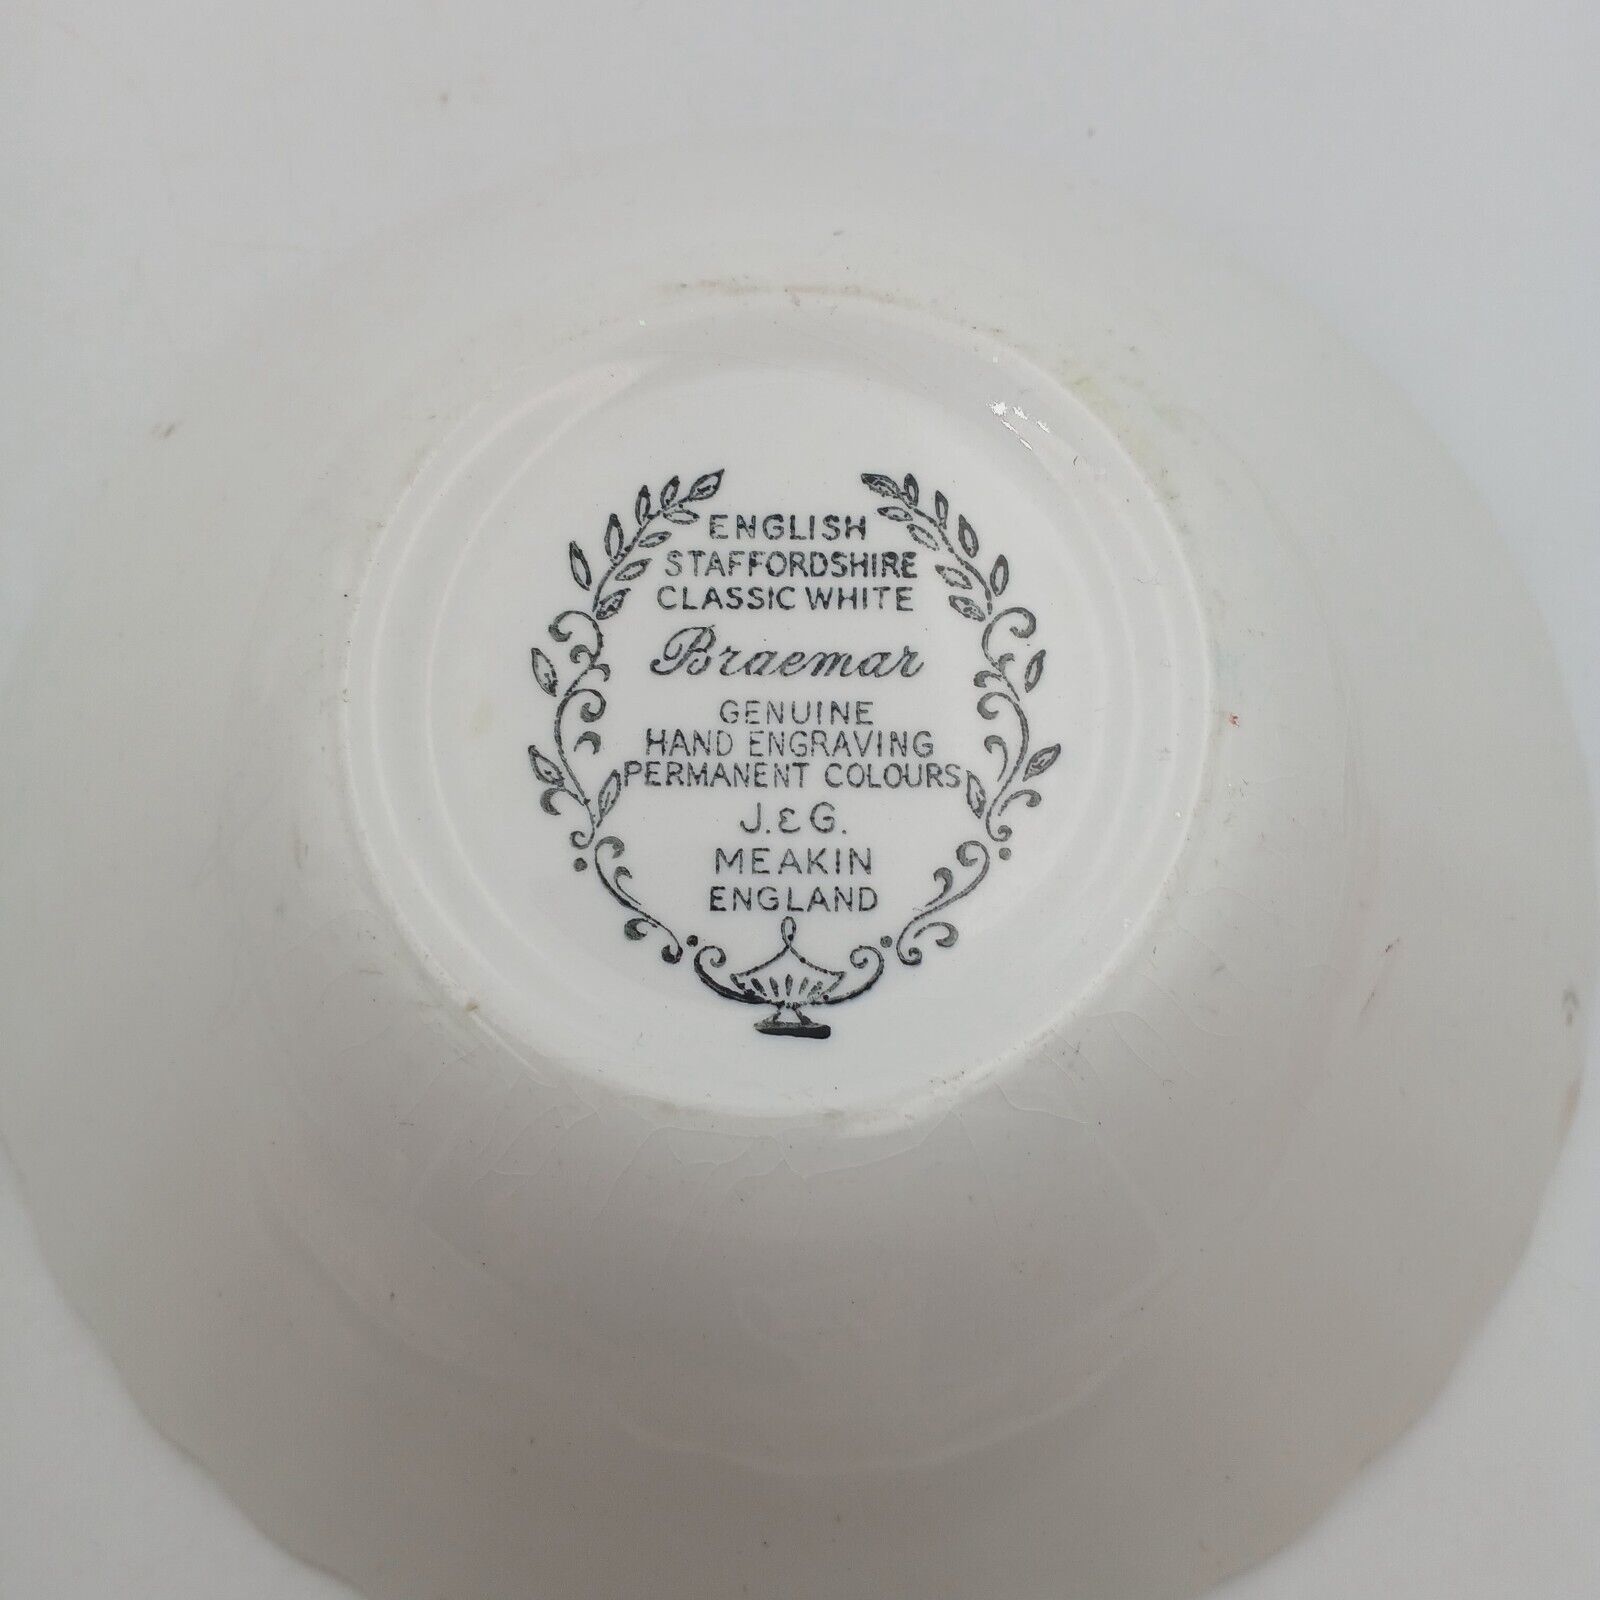 ENGLISH
STAFFORDSHIRE
CLASSIC WHITE
Braemar
GENUINE
HAND ENGRAVING
PERMANENT COLOURS
J. & G.
MEAKIN
ENGLAND